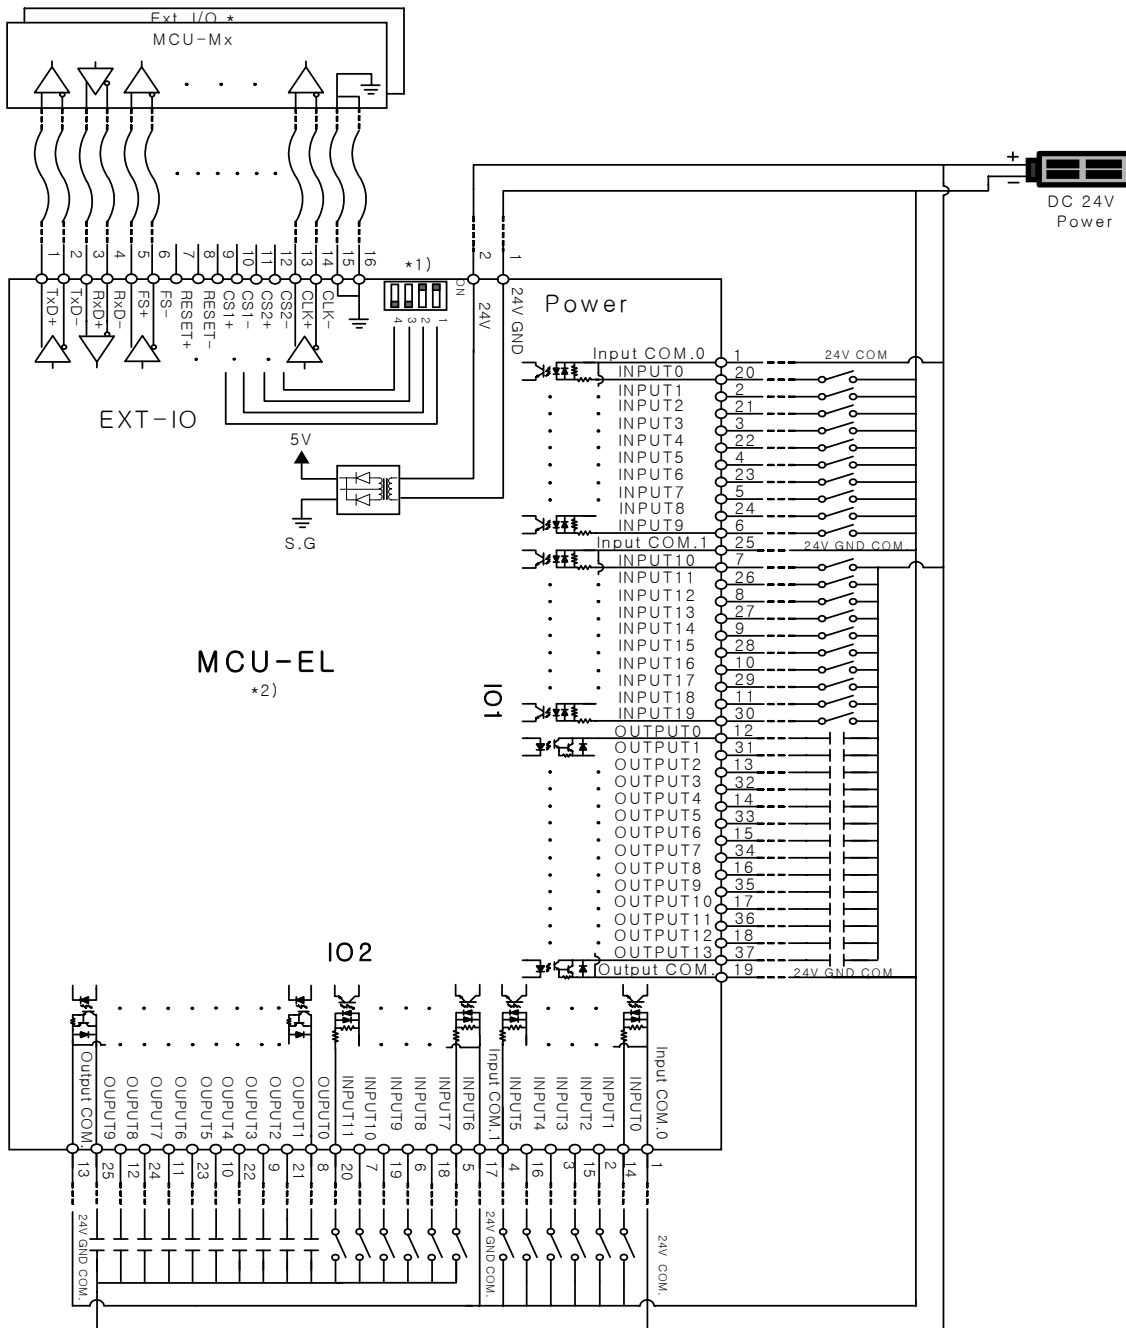 Ext. I/O *
MCU-Mx
+
−
DC 24V
Power
1
2
3
4
5
6
7
8
9
10
11
12
13
14
15
16
TxD+
TxD-
RxD+
RxD-
FS+
FS-
RESET+
RESET-
CS1+
CS1-
CS2+
CS2-
CLK+
CLK-
*1)
ON
4
3
2
1
2
1
24V
24V GND
Power
EXT-IO
5V
S.G
MCU-EL
*2)
IO1
Input COM.0 1 24V COM
INPUT0 20
INPUT1 2
INPUT2 21
INPUT3 3
INPUT4 22
INPUT5 4
INPUT6 23
INPUT7 5
INPUT8 24
INPUT9 6
Input COM.1 25 24V GND COM.
INPUT10 7
INPUT11 26
INPUT12 8
INPUT13 27
INPUT14 9
INPUT15 28
INPUT16 10
INPUT17 29
INPUT18 11
INPUT19 30
OUTPUT0 12
OUTPUT1 31
OUTPUT2 13
OUTPUT3 32
OUTPUT4 14
OUTPUT5 33
OUTPUT6 15
OUTPUT7 34
OUTPUT8 16
OUTPUT9 35
OUTPUT10 17
OUTPUT11 36
OUTPUT12 18
OUTPUT13 37
Output COM. 19 24V GND COM
IO2
Output COM.
OUPUT9
OUPUT8
OUPUT7
OUPUT6
OUPUT5
OUPUT4
OUPUT3
OUPUT2
OUPUT1
OUPUT0
INPUT11
INPUT10
INPUT9
INPUT8
INPUT7
INPUT6
Input COM.1
INPUT5
INPUT4
INPUT3
INPUT2
INPUT1
INPUT0
Input COM.0
13
25
12
24
11
23
10
22
9
21
8
20
7
19
6
18
5
17
4
16
3
15
2
14
1
24V GND COM.
24V GND COM.
24V COM.